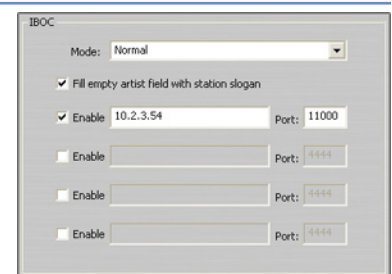 IBOC
Mode: Normal
Fill empty artist field with station slogan
Enable 10.2.3.54 Port: 11000
Enable Port: 4444
Enable Port: 4444
Enable Port: 4444